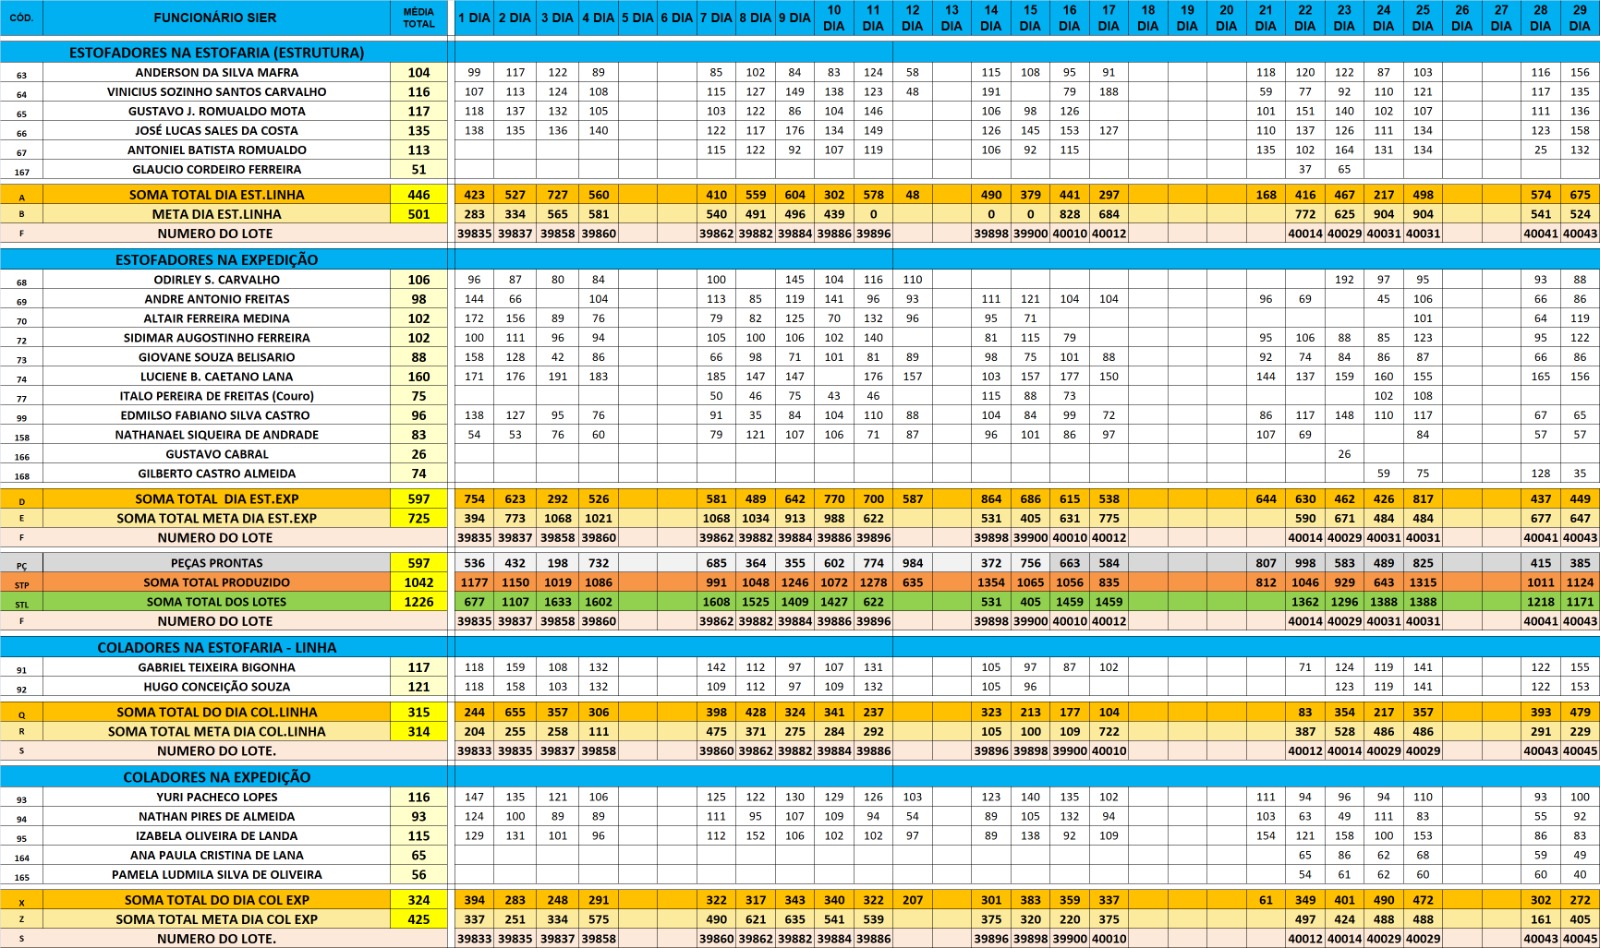 CÓD. FUNCIONÁRIO SIER MÉDIA TOTAL 1 DIA 2 DIA 3 DIA 4 DIA 5 DIA 6 DIA 7 DIA 8 DIA 9 DIA 10 DIA 11 DIA 12 DIA 13 DIA 14 DIA 15 DIA 16 DIA 17 DIA 18 DIA 19 DIA 20 DIA 21 DIA 22 DIA 23 DIA 24 DIA 25 DIA 26 DIA 27 DIA 28 DIA 29 DIA
ESTOFADORES NA ESTOFARIA (ESTRUTURA)
63 ANDERSON DA SILVA MAFRA 104 99 117 122 89 85 102 84 83 124 58 115 108 95 91 118 120 122 87 103 116 156
64 VINICIUS SOZINHO SANTOS CARVALHO 116 107 113 124 108 115 127 149 138 123 48 191 79 188 59 77 92 110 121 117 135
65 GUSTAVO J. ROMUALDO MOTA 117 118 137 132 105 103 122 86 104 146 106 98 126 101 151 140 102 107 111 136
66 JOSÉ LUCAS SALES DA COSTA 135 138 135 136 140 122 117 176 134 149 126 145 153 127 110 137 126 111 134 123 158
67 ANTONIEL BATISTA ROMUALDO 113 115 122 92 107 119 106 92 115 135 102 164 131 134 25 132
167 GLAUCIO CORDEIRO FERREIRA 51 37 65
A SOMA TOTAL DIA EST.LINHA 446 423 527 727 560 410 559 604 302 578 48 490 379 441 297 168 416 467 217 498 574 675
B META DIA EST.LINHA 501 283 334 565 581 540 491 496 439 0 0 0 828 684 772 625 904 904 541 524
F NUMERO DO LOTE 39835 39837 39858 39860 39862 39882 39884 39886 39896 39898 39900 40010 40012 40014 40029 40031 40031 40041 40043
ESTOFADORES NA EXPEDIÇÃO
68 ODIRLEY S. CARVALHO 106 96 87 80 84 100 145 104 116 110 192 97 95 93 88
69 ANDRE ANTONIO FREITAS 98 144 66 104 113 85 119 141 96 93 111 121 104 104 96 69 45 106 66 86
70 ALTAIR FERREIRA MEDINA 102 172 156 89 76 79 82 125 70 132 96 95 71 101 64 119
72 SIDIMAR AUGOSTINHO FERREIRA 102 100 111 96 94 105 100 106 102 140 81 115 79 95 106 88 85 123 95 122
73 GIOVANE SOUZA BELISARIO 88 158 128 42 86 66 98 71 101 81 89 98 75 101 88 92 74 84 86 87 66 86
74 LUCIENE B. CAETANO LANA 160 171 176 191 183 185 147 147 176 157 103 157 177 150 144 137 159 160 155 165 156
77 ITALO PEREIRA DE FREITAS (Couro) 75 50 46 75 43 46 115 88 73 102 108
99 EDMILSO FABIANO SILVA CASTRO 96 138 127 95 76 91 35 84 104 110 88 104 84 99 72 86 117 148 110 117 67 65
158 NATHANAEL SIQUEIRA DE ANDRADE 83 54 53 76 60 79 121 107 106 71 87 96 101 86 97 107 69 84 57 57
166 GUSTAVO CABRAL 26 26
168 GILBERTO CASTRO ALMEIDA 74 59 75 128 35
D SOMA TOTAL DIA EST.EXP 597 754 623 292 526 581 489 642 770 700 587 864 686 615 538 644 630 462 426 817 437 449
E SOMA TOTAL META DIA EST.EXP 725 394 773 1068 1021 1068 1034 913 988 622 531 405 631 775 590 671 484 484 677 647
F NUMERO DO LOTE 39835 39837 39858 39860 39862 39882 39884 39886 39896 39898 39900 40010 40012 40014 40029 40031 40031 40041 40043
PÇ PEÇAS PRONTAS 597 536 432 198 732 685 364 355 602 774 984 372 756 663 584 807 998 583 489 825 415 385
STP SOMA TOTAL PRODUZIDO 1042 1177 1150 1019 1086 991 1048 1246 1072 1278 635 1354 1065 1056 835 812 1046 929 643 1315 1011 1124
STL SOMA TOTAL DOS LOTES 1226 677 1107 1633 1602 1608 1525 1409 1427 622 531 405 1459 1459 1362 1296 1388 1388 1218 1171
F NUMERO DO LOTE 39835 39837 39858 39860 39862 39882 39884 39886 39896 39898 39900 40010 40012 40014 40029 40031 40031 40041 40043
COLADORES NA ESTOFARIA - LINHA
91 GABRIEL TEIXEIRA BIGONHA 117 118 159 108 132 142 112 97 107 131 105 97 87 102 71 124 119 141 122 155
92 HUGO CONCEIÇÃO SOUZA 121 118 158 103 132 109 112 97 109 132 105 96 123 119 141 122 153
Q SOMA TOTAL DO DIA COL.LINHA 315 244 655 357 306 398 428 324 341 237 323 213 177 104 83 354 217 357 393 479
R SOMA TOTAL META DIA COL.LINHA 314 204 255 258 111 475 371 275 284 292 105 100 109 722 387 528 486 486 291 229
S NUMERO DO LOTE. 39833 39835 39837 39858 39860 39862 39882 39884 39886 39896 39898 39900 40010 40012 40014 40029 40029 40043 40045
COLADORES NA EXPEDIÇÃO
93 YURI PACHECO LOPES 116 147 135 121 106 125 122 130 129 126 103 123 140 135 102 111 94 96 94 110 93 100
94 NATHAN PIRES DE ALMEIDA 93 124 100 89 89 111 95 107 109 94 54 89 105 132 94 103 63 49 111 83 55 92
95 IZABELA OLIVEIRA DE LANDA 115 129 131 101 96 112 152 106 102 102 97 89 138 92 109 154 121 158 100 153 86 83
164 ANA PAULA CRISTINA DE LANA 65 65 86 62 68 59 49
165 PAMELA LUDMILA SILVA DE OLIVEIRA 56 54 61 62 60 60 40
X SOMA TOTAL DO DIA COL EXP 324 394 283 248 291 322 317 343 340 322 207 301 383 359 337 61 349 401 490 472 302 272
Z SOMA TOTAL META DIA COL EXP 425 337 251 334 575 490 621 635 541 539 375 320 220 375 497 424 488 488 161 405
S NUMERO DO LOTE. 39833 39835 39837 39858 39860 39862 39882 39884 39886 39896 39898 39900 40010 40012 40014 40029 40029 40043 40045